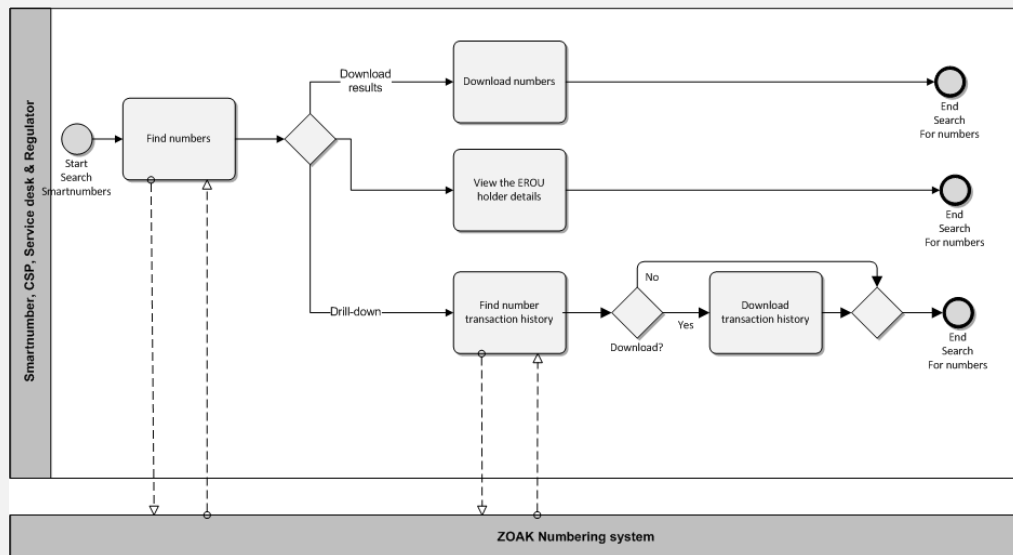 Smartnumber, CSP, Service desk & Regulator
Start
Search
Smartnumbers
Find numbers
Download
results
Download numbers
End
Search
For numbers
View the EROU
holder details
End
Search
For numbers
Drill-down
Find number
transaction history
Download?
No
Yes
Download
transaction history
End
Search
For numbers
ZOAK Numbering system